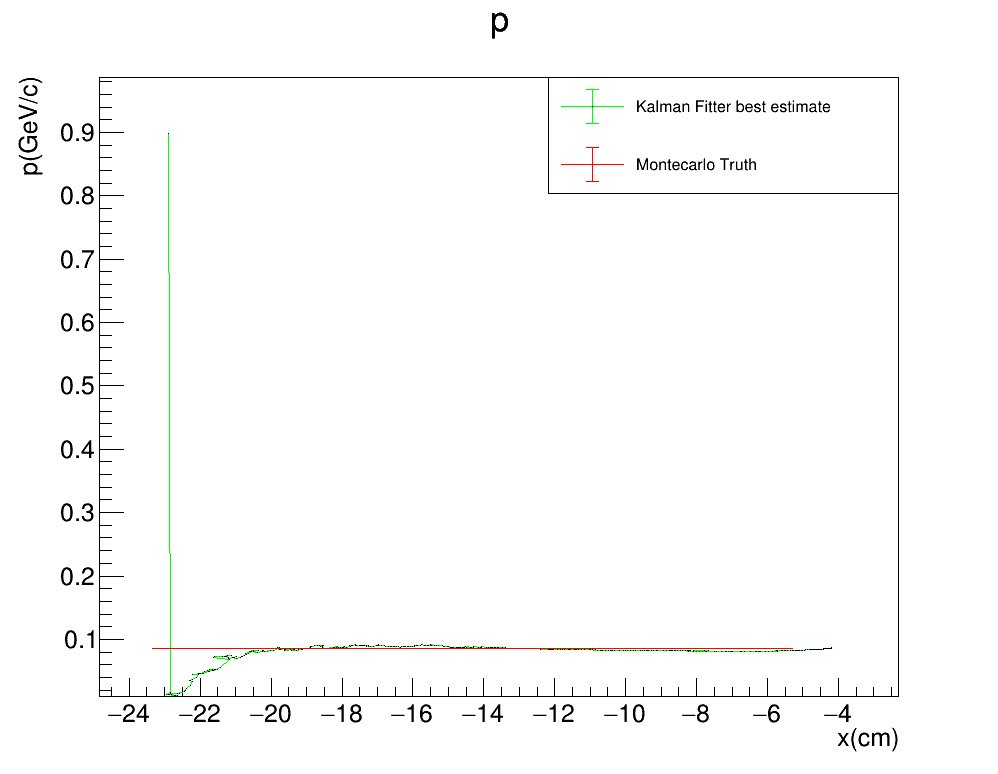 p
p(GeV/c)
Kalman Fitter best estimate
Montecarlo Truth
0.9
0.8
0.7
0.6
0.5
0.4
0.3
0.2
0.1
−24 −22 −20 −18 −16 −14 −12 −10 −8 −6 −4
x(cm)